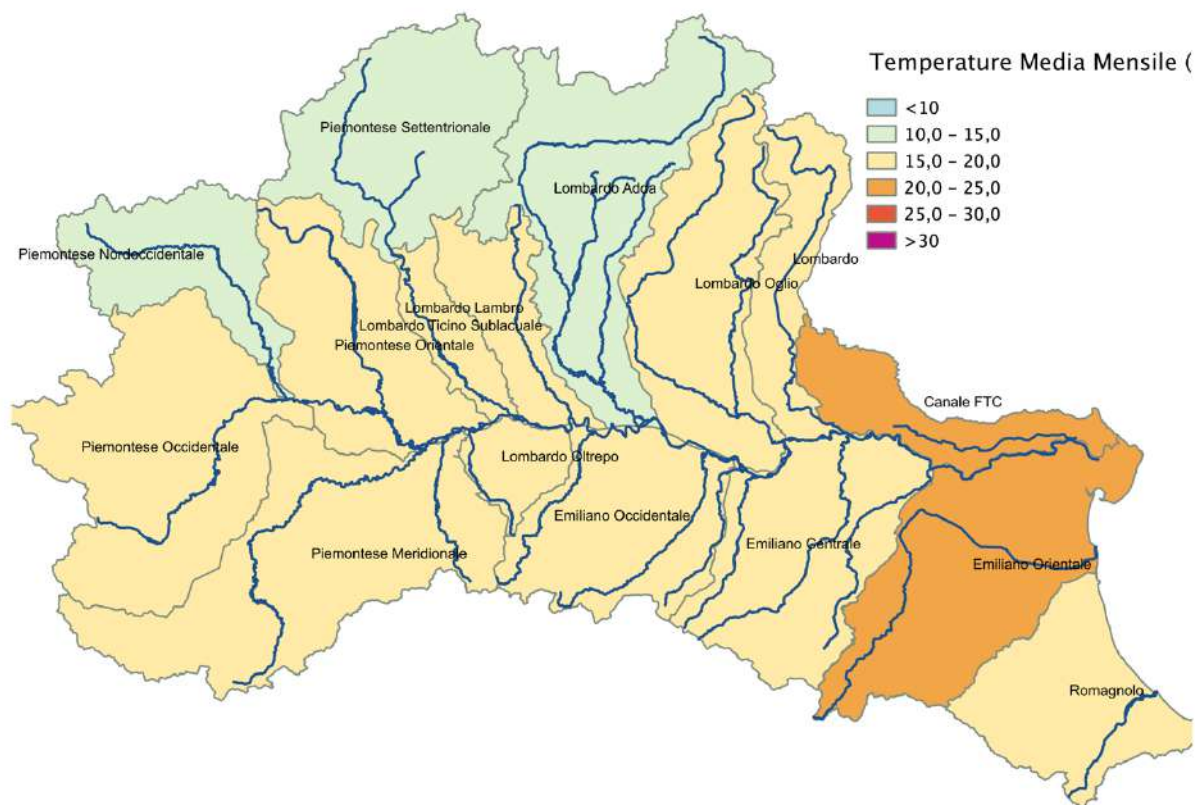 Temperature Media Mensile (
<10
10,0 – 15,0
15,0 – 20,0
20,0 – 25,0
25,0 – 30,0
>30
Piemontese Settentrionale
Lombardo Adda
Piemontese Nordoccidentale
Lombardo
Lombardo Oglio
Lombardo Lambro
Lombardo Ticino Sublacuale
Piemontese Orientale
Canale FTC
Piemontese Occidentale
Lombardo Oltrepo
Emiliano Occidentale
Emiliano Centrale
Piemontese Meridionale
Emiliano Orientale
Romagnolo